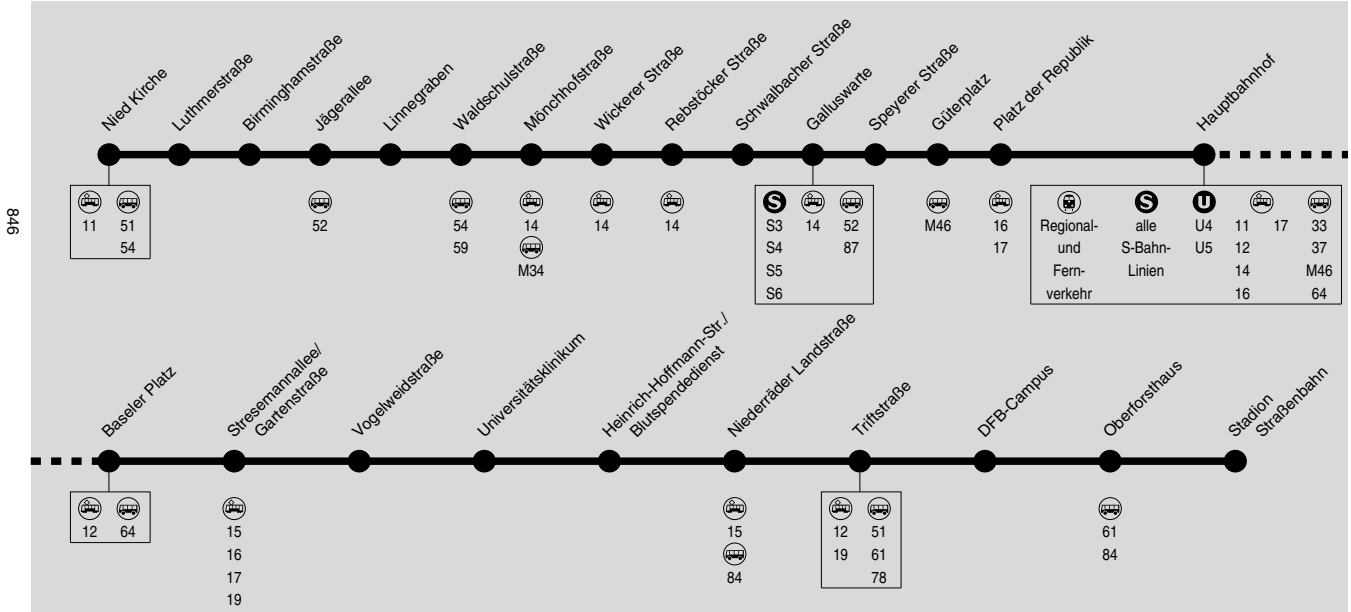 846
Nied Kirche
Luthmerstraße
Birminghamstraße
Jägerallee
Linnegraben
Waldschulstraße
Mönchhofstraße
Wickerer Straße
Rebstöcker Straße
Schwalbacher Straße
Galluswarte
Speyerer Straße
Güterplatz
Platz der Republik
Hauptbahnhof
11 51
54
52
54
59
14
M34
14
14
S
S3 14 52
S4 87
S5
S6
M46
16
17
S U
Regional- alle U4 11 17 33
und S-Bahn- U5 12 37
Fern- Linien 14 M46
verkehr 16 64
Baseler Platz
Stresemannallee/
Gartenstraße
Vogelweidstraße
Universitätsklinikum
Heinrich-Hoffmann-Str./
Blutspendedienst
Niederräder Landstraße
Triftstraße
DFB-Campus
Oberforsthaus
Stadion
Straßenbahn
12 64
15
16
17
19
15
84
12 51
19 61
78
61
84